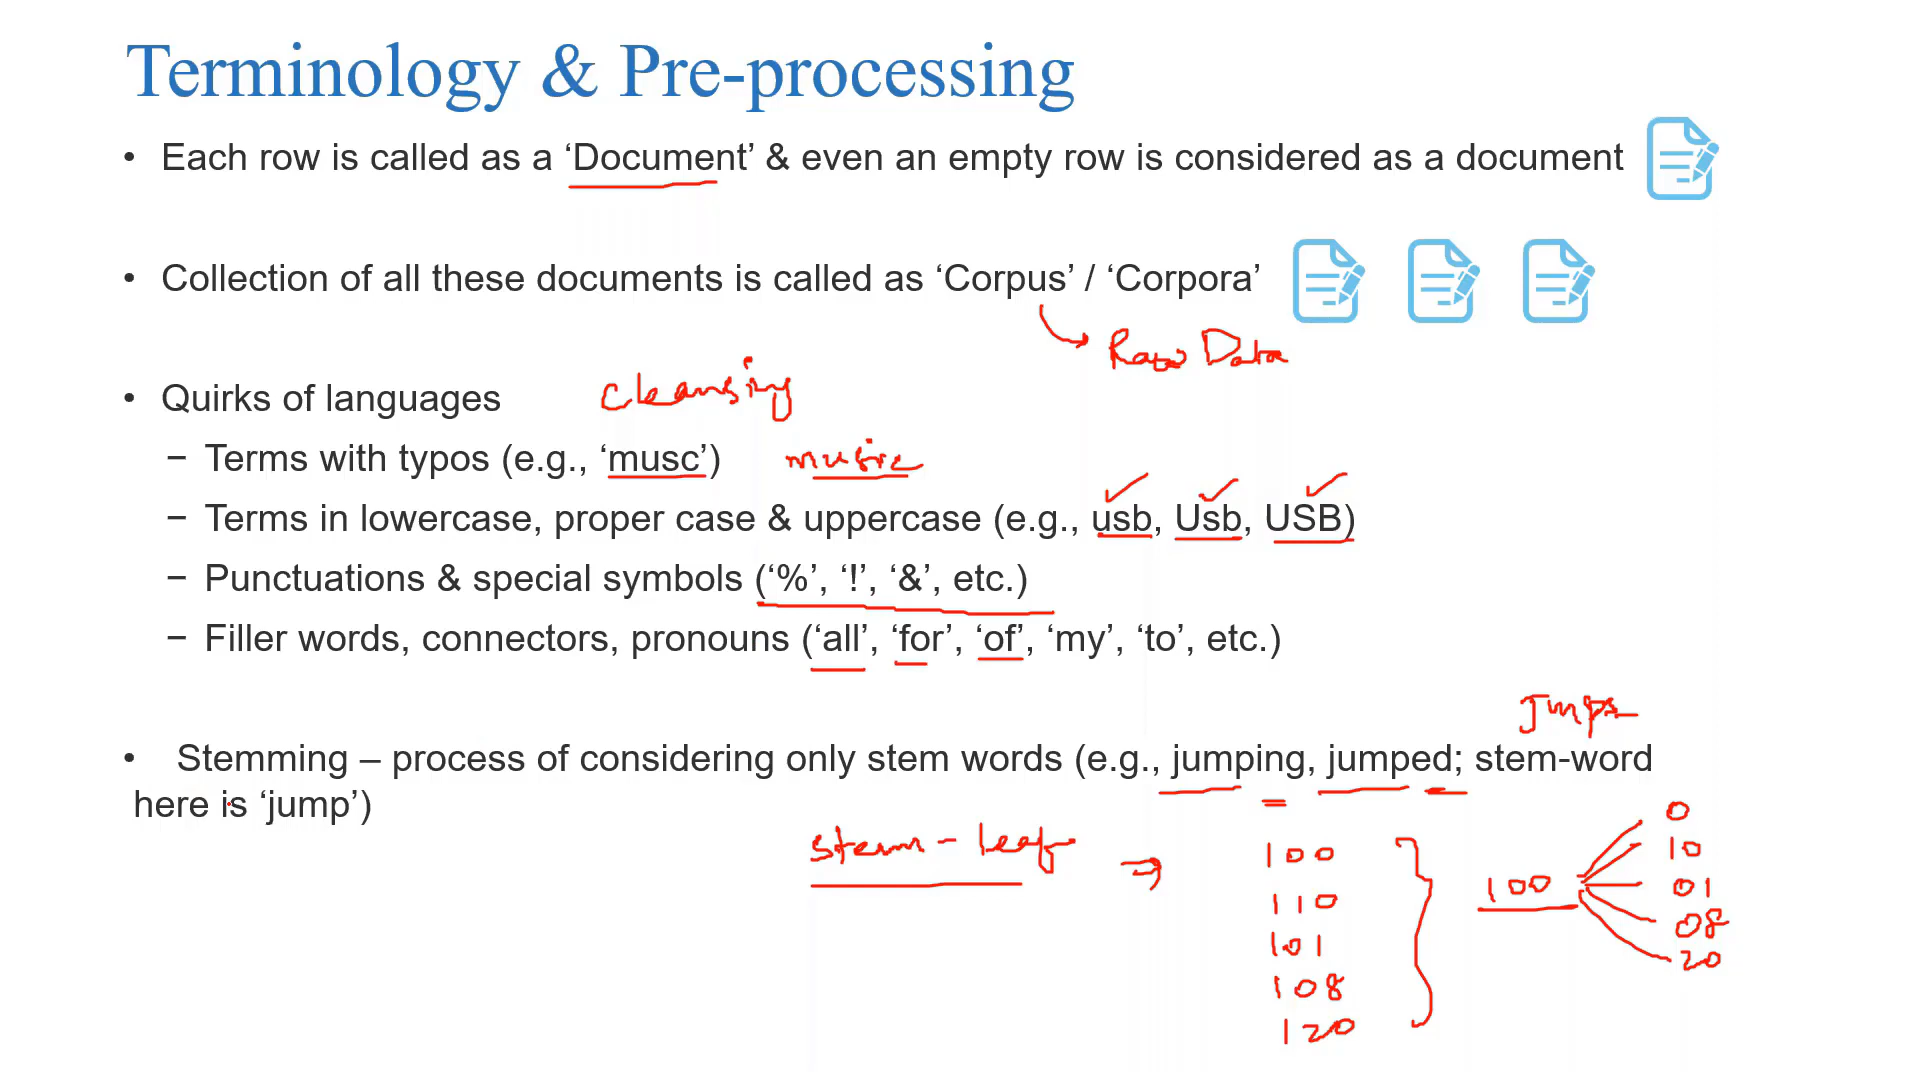 Terminology & Pre-processing
• Each row is called as a ‘Document’ & even an empty row is considered as a document
• Collection of all these documents is called as ‘Corpus’ / ‘Corpora’
Raw Data
• Quirks of languages
cleansing
− Terms with typos (e.g., ‘musc’)
music
− Terms in lowercase, proper case & uppercase (e.g., usb, Usb, USB)
− Punctuations & special symbols (‘%’, ‘!’, ‘&’, etc.)
− Filler words, connectors, pronouns (‘all’, ‘for’, ‘of’, ‘my’, ‘to’, etc.)
Jumps
• Stemming – process of considering only stem words (e.g., jumping, jumped; stem-word
here is ‘jump’)
stem - leaf
100
110
101
108
120
100
0
10
01
08
20